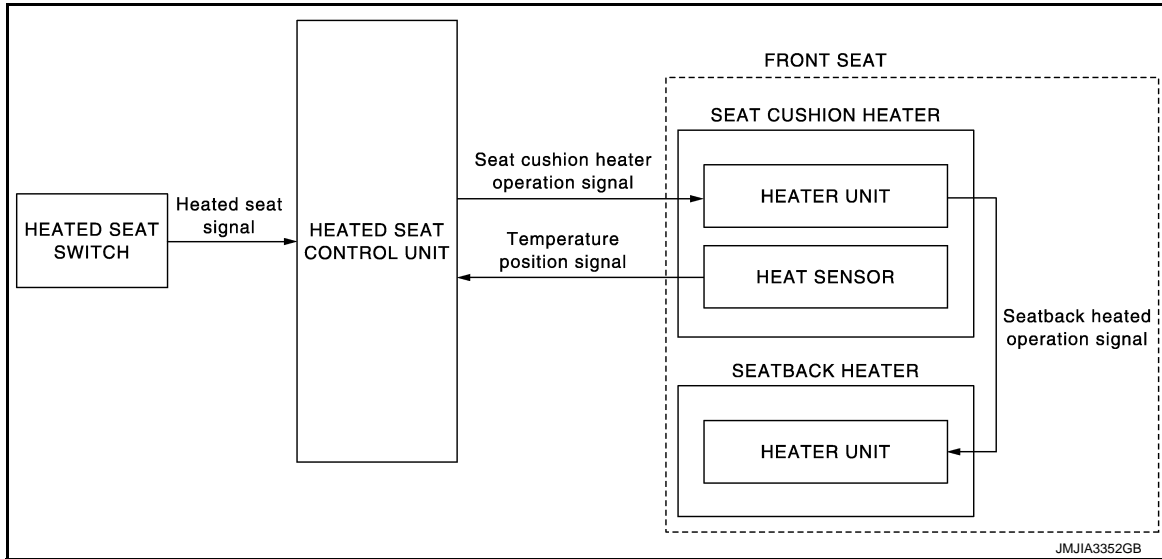 FRONT SEAT
SEAT CUSHION HEATER
Seat cushion heater
operation signal
HEATER UNIT
Heated seat
signal
HEATED SEAT
SWITCH
HEATED SEAT
CONTROL UNIT
Temperature
position signal
HEAT SENSOR
Seatback heated
operation signal
SEATBACK HEATER
HEATER UNIT
JMJIA3352GB